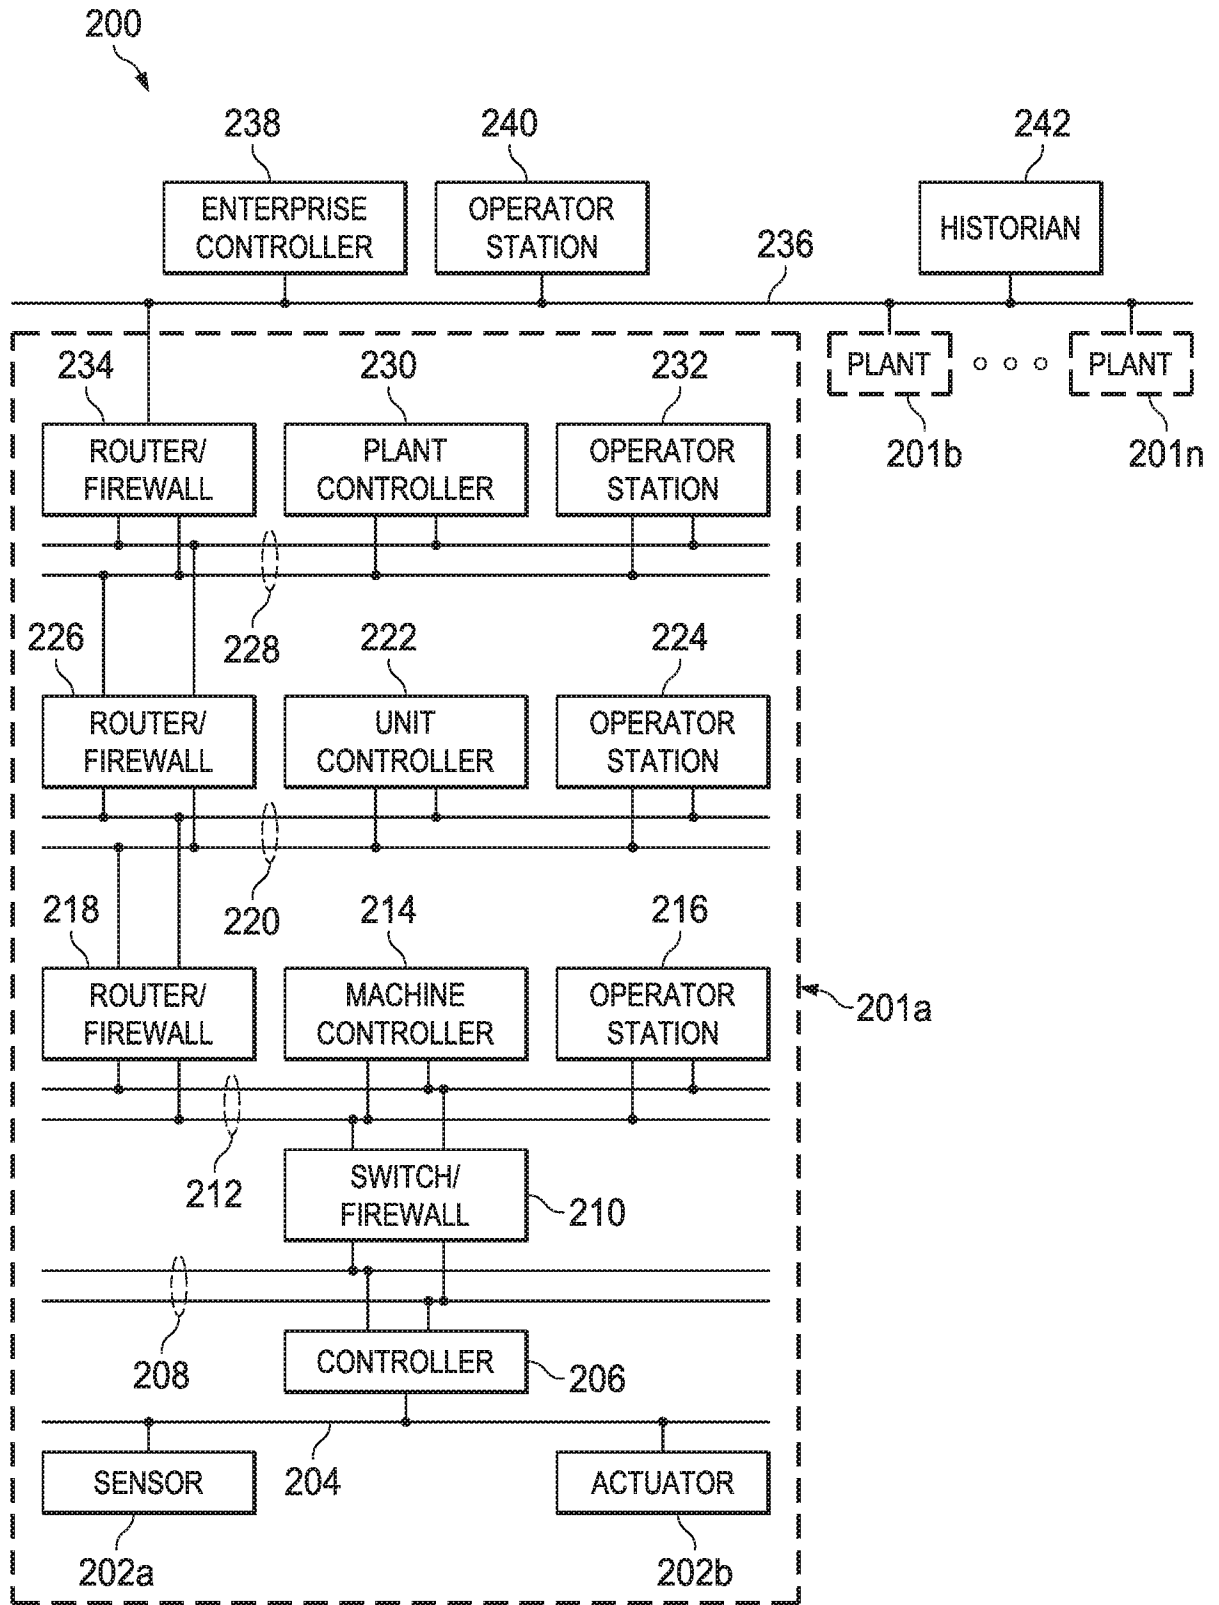 200
238
240
242
ENTERPRISE
CONTROLLER
OPERATOR
STATION
HISTORIAN
236
PLANT
PLANT
201b
201n
234
230
232
ROUTER/
FIREWALL
PLANT
CONTROLLER
OPERATOR
STATION
228
226
222
224
ROUTER/
FIREWALL
UNIT
CONTROLLER
OPERATOR
STATION
220
218
214
216
ROUTER/
FIREWALL
MACHINE
CONTROLLER
OPERATOR
STATION
201a
212
SWITCH/
FIREWALL
210
208
CONTROLLER
206
204
SENSOR
ACTUATOR
202a
202b